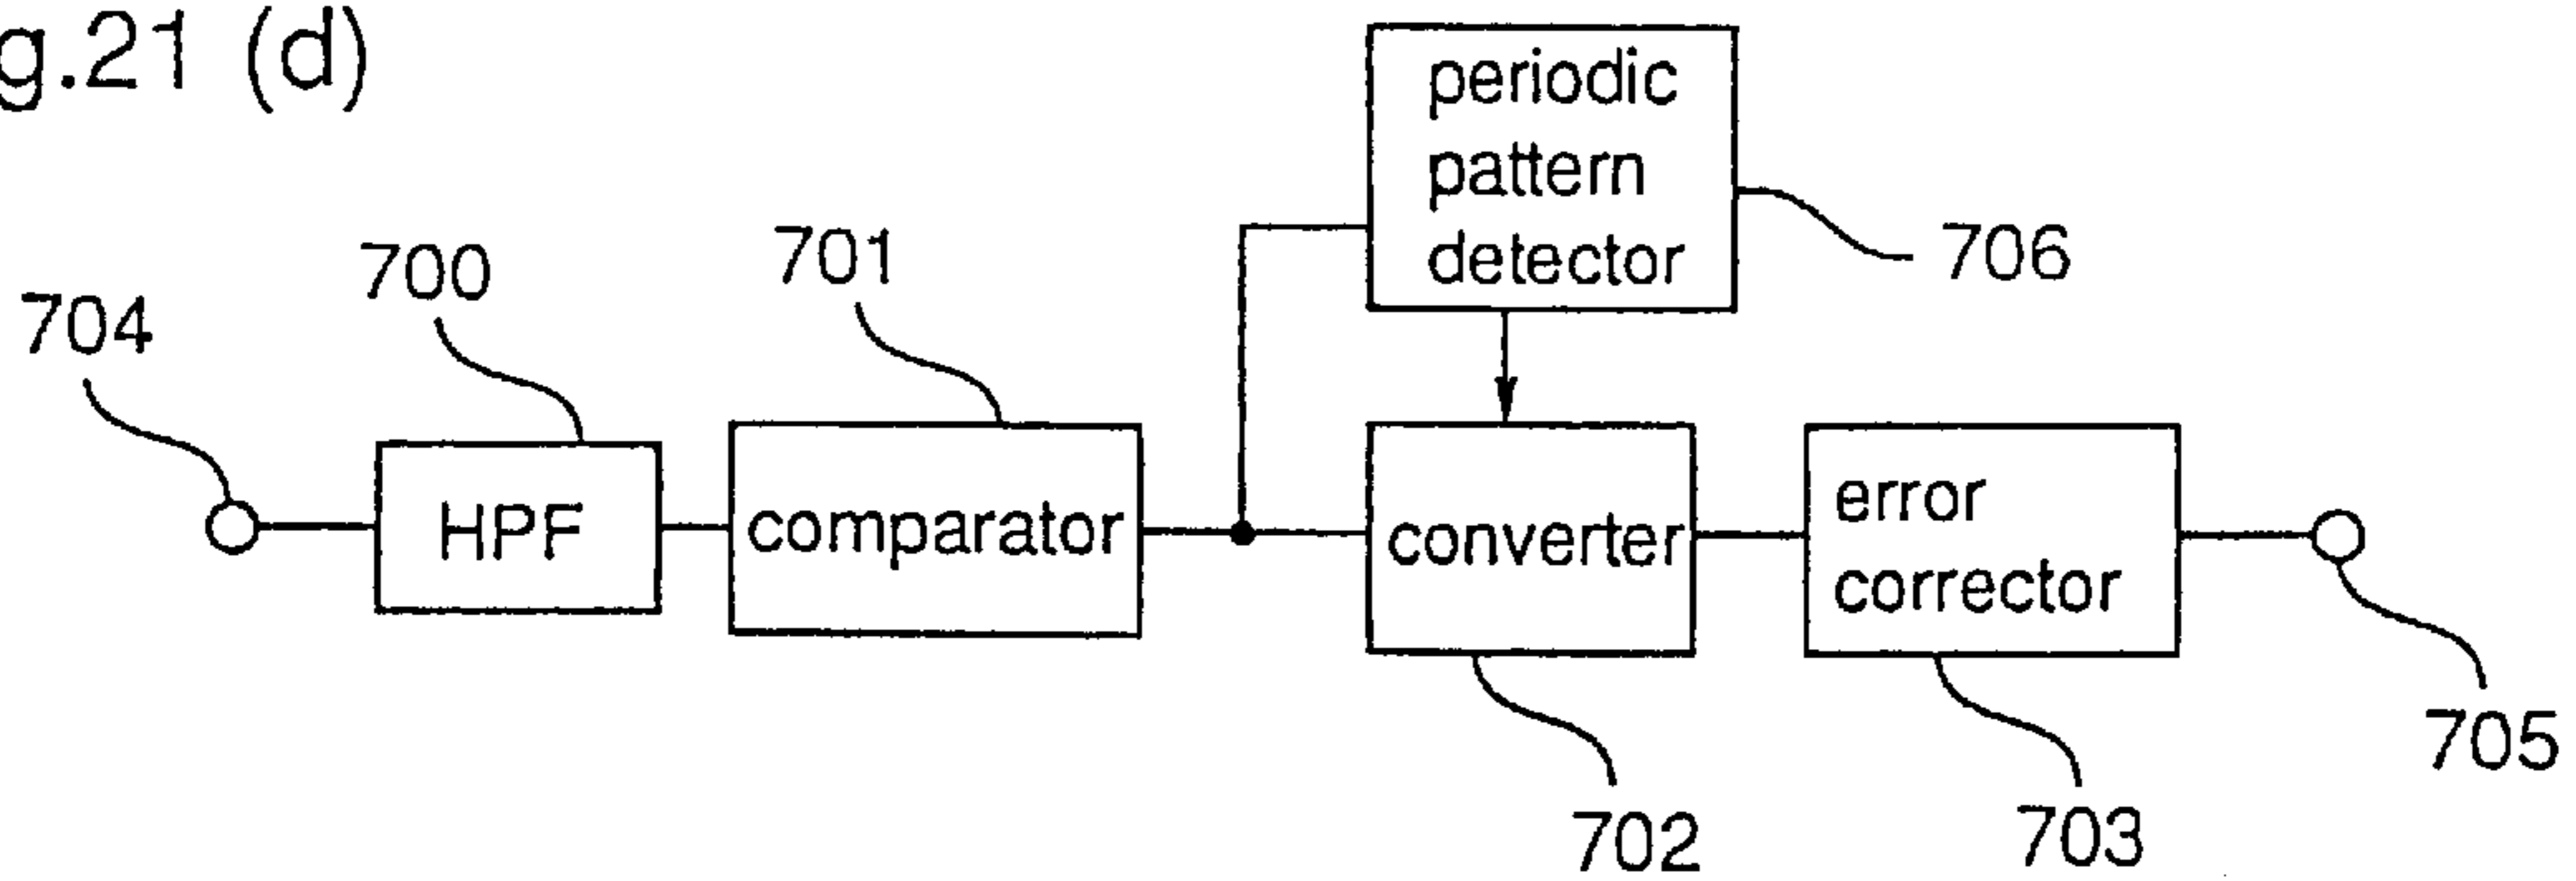 g.21 (d)
periodic
pattern
detector
706
701
700
704
HPF
comparator
converter
error
corrector
705
702
703